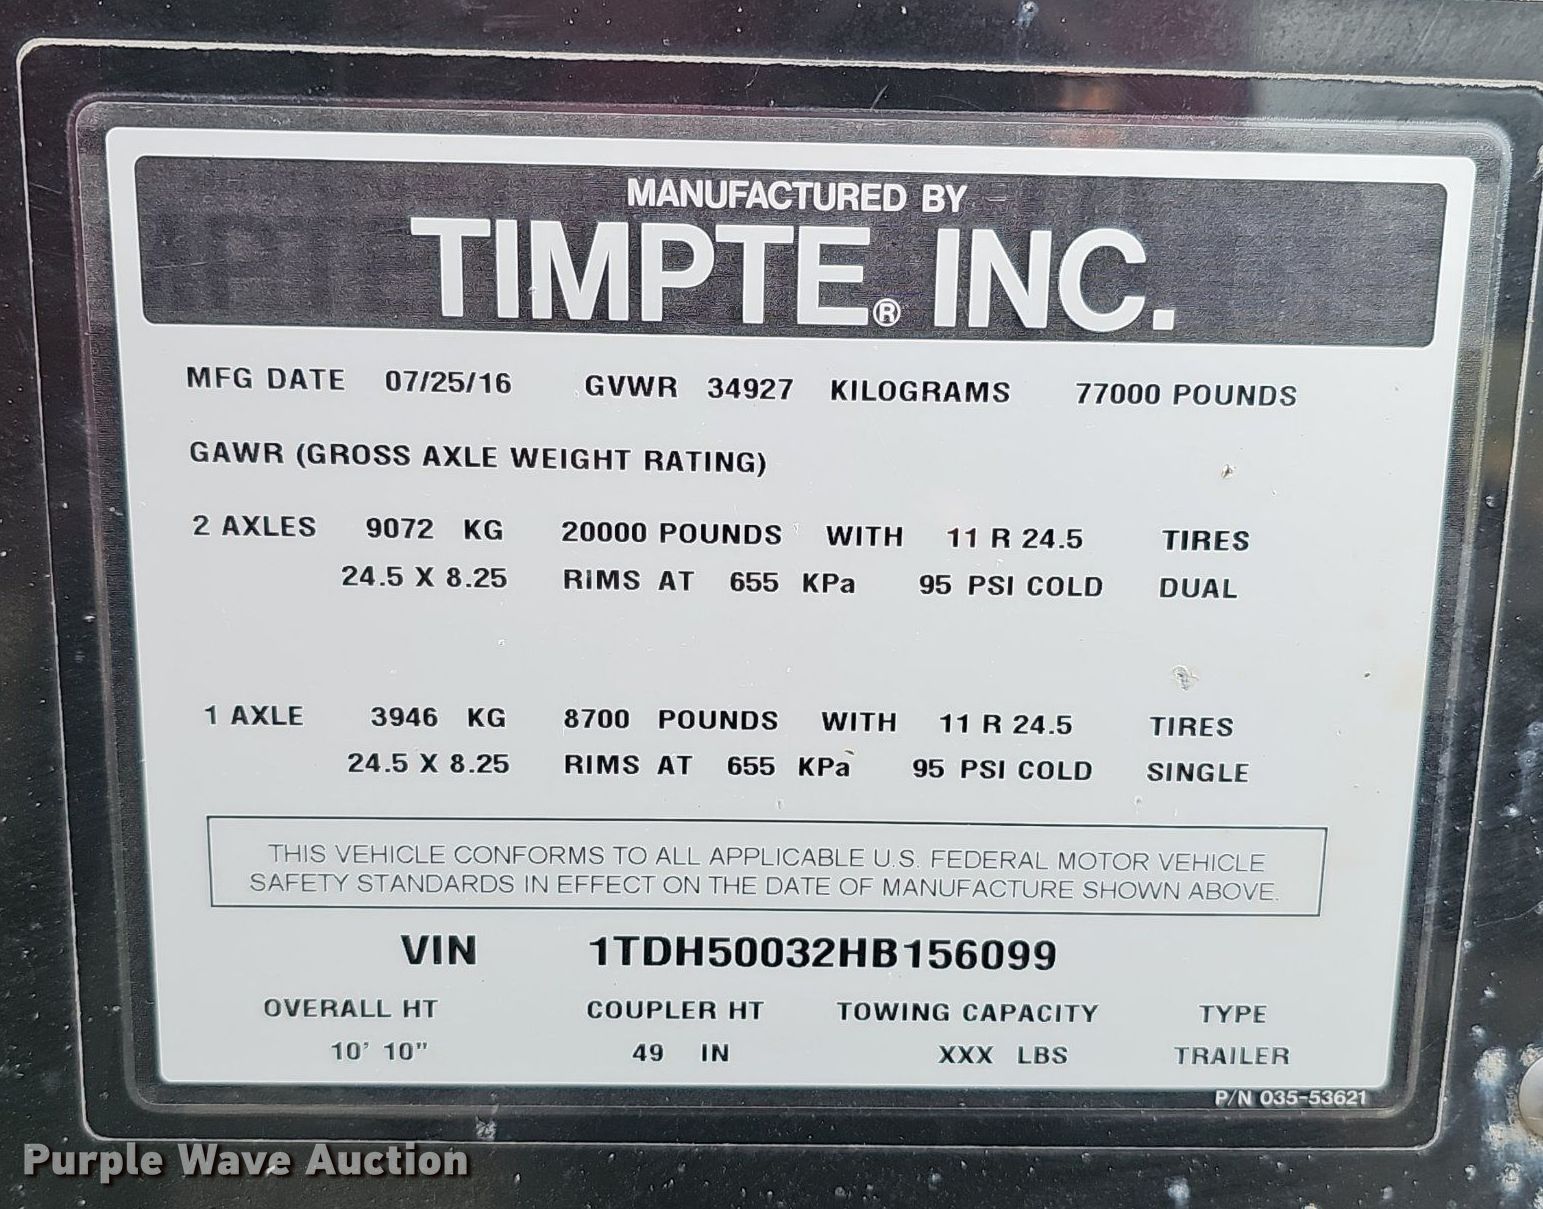 MANUFACTURED BY
TIMPTE® INC.
MFG DATE 07/25/16 GVWR 34927 KILOGRAMS 77000 POUNDS
GAWR (GROSS AXLE WEIGHT RATING)
2 AXLES 9072 KG 20000 POUNDS WITH 11 R 24.5 TIRES
24.5 X 8.25 RIMS AT 655 KPa 95 PSI COLD DUAL
1 AXLE 3946 KG 8700 POUNDS WITH 11 R 24.5 TIRES
24.5 X 8.25 RIMS AT 655 KPa 95 PSI COLD SINGLE
THIS VEHICLE CONFORMS TO ALL APPLICABLE U.S. FEDERAL MOTOR VEHICLE
SAFETY STANDARDS IN EFFECT ON THE DATE OF MANUFACTURE SHOWN ABOVE.
VIN 1TDH50032HB156099
OVERALL HT COUPLER HT TOWING CAPACITY TYPE
10' 10" 49 IN XXX LBS TRAILER
P/N 035-53621
Purple Wave Auction